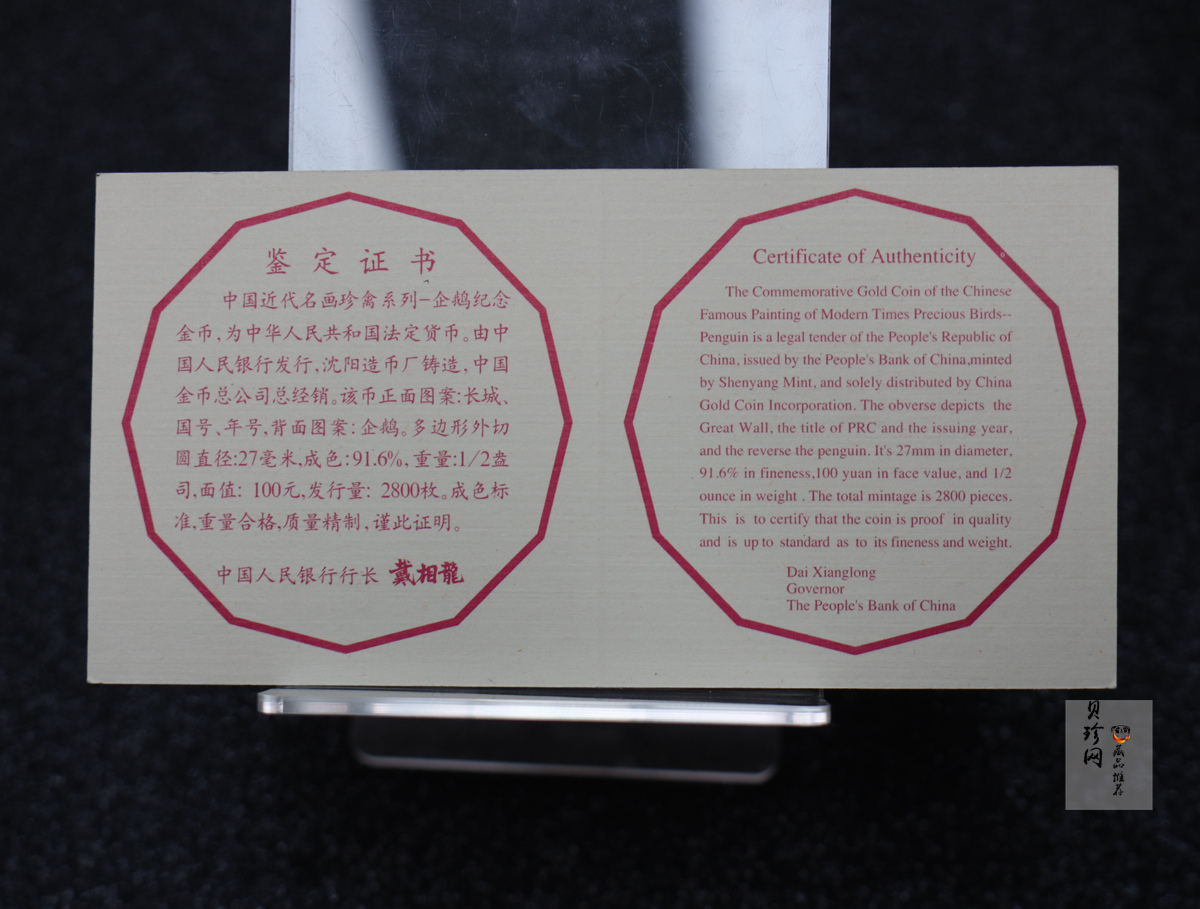 鉴定证书
中国近代名画珍禽系列-企鹅纪念
金币,为中华人民共和国法定货币。由中
国人民银行发行,沈阳造币厂铸造,中国
金币总公司总经销。该币正面图案:长城、
国号、年号,背面图案:企鹅。多边形外切
圆直径:27毫米,成色:91.6%,重量:1/2盎
司,面值: 100元,发行量: 2800枚。成色标
准,重量合格,质量精制,谨此证明。
中国人民银行行长 戴相龍
Certificate of Authenticity
The Commemorative Gold Coin of the Chinese
Famous Painting of Modern Times Precious Birds--
Penguin is a legal tender of the People's Republic of
China, issued by the People's Bank of China,minted
by Shenyang Mint, and solely distributed by China
Gold Coin Incorporation. The obverse depicts the
Great Wall, the title of PRC and the issuing year,
and the reverse the penguin. It's 27mm in diameter,
91.6% in fineness,100 yuan in face value, and 1/2
ounce in weight . The total mintage is 2800 pieces.
This is to certify that the coin is proof in quality
and is up to standard as to its fineness and weight.
Dai Xianglong
Governor
The People's Bank of China
贝珍网
藏品推荐